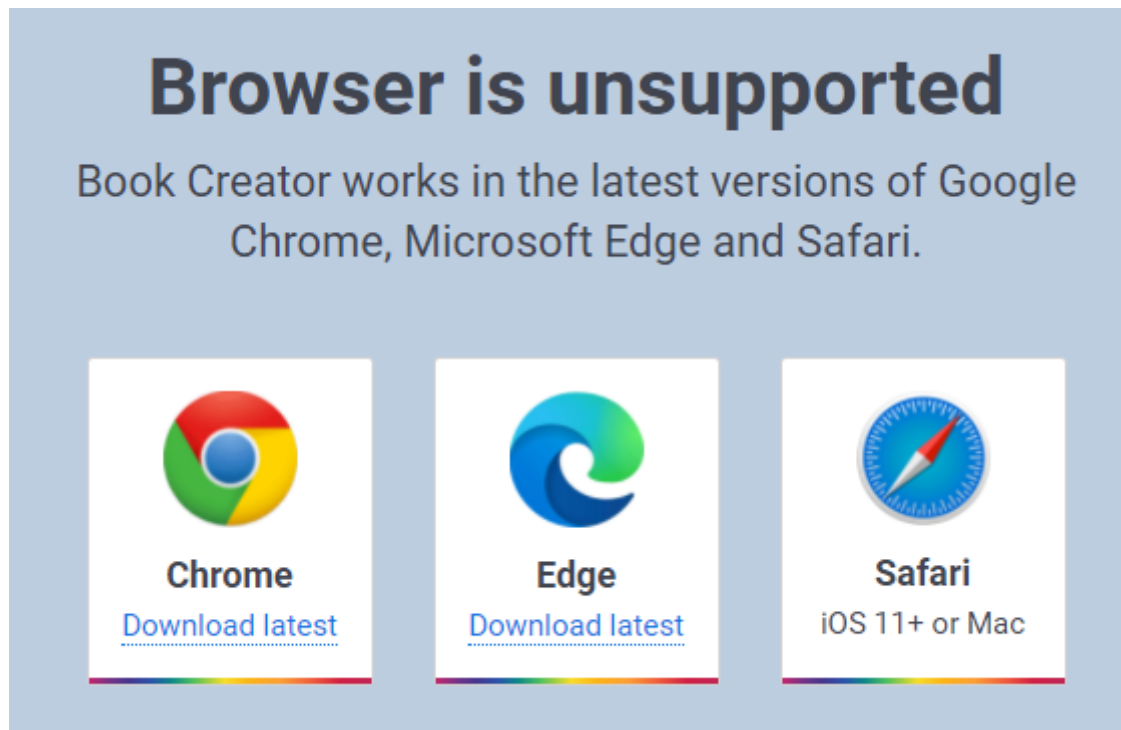 Browser is unsupported
Book Creator works in the latest versions of Google
Chrome, Microsoft Edge and Safari.
Chrome
Download latest
Edge
Download latest
Safari
iOS 11+ or Mac